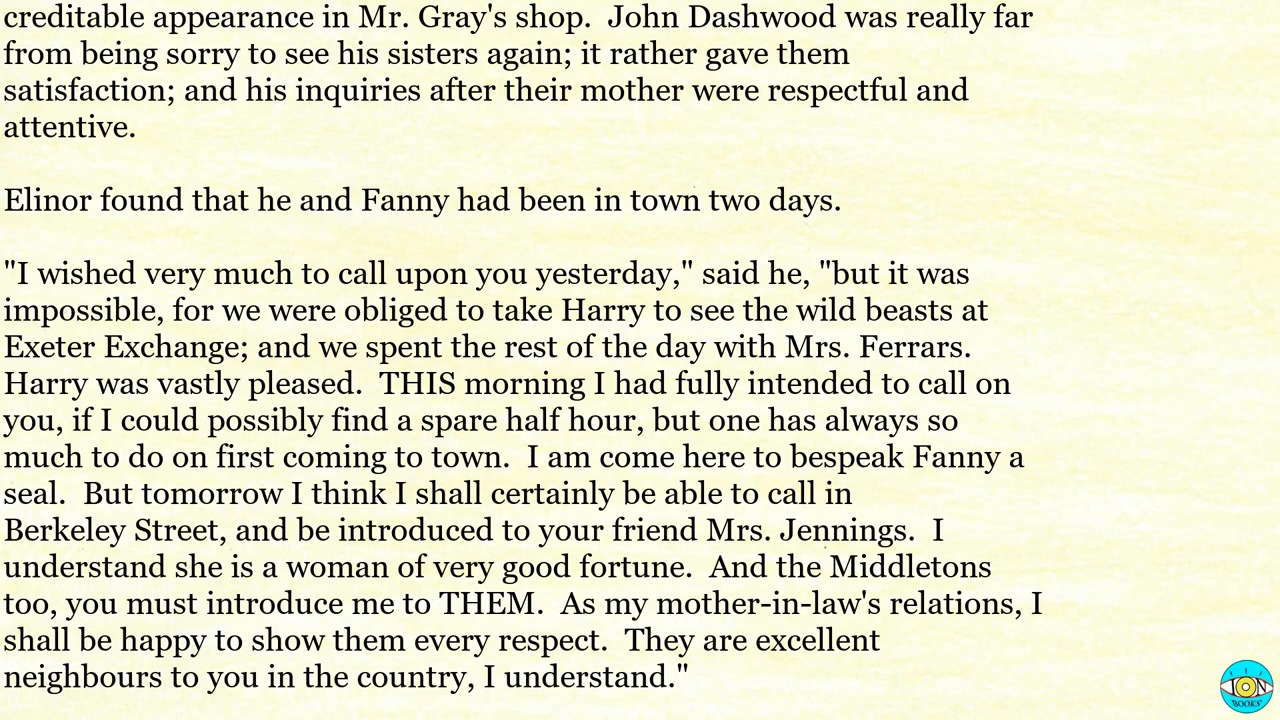 creditable appearance in Mr. Gray's shop.  John Dashwood was really far
from being sorry to see his sisters again; it rather gave them
satisfaction; and his inquiries after their mother were respectful and
attentive.

Elinor found that he and Fanny had been in town two days.

"I wished very much to call upon you yesterday," said he, "but it was
impossible, for we were obliged to take Harry to see the wild beasts at
Exeter Exchange; and we spent the rest of the day with Mrs. Ferrars.
Harry was vastly pleased.  THIS morning I had fully intended to call on
you, if I could possibly find a spare half hour, but one has always so
much to do on first coming to town.  I am come here to bespeak Fanny a
seal.  But tomorrow I think I shall certainly be able to call in
Berkeley Street, and be introduced to your friend Mrs. Jennings.  I
understand she is a woman of very good fortune.  And the Middletons
too, you must introduce me to THEM.  As my mother-in-law's relations, I
shall be happy to show them every respect.  They are excellent
neighbours to you in the country, I understand."
ION
BOOKS